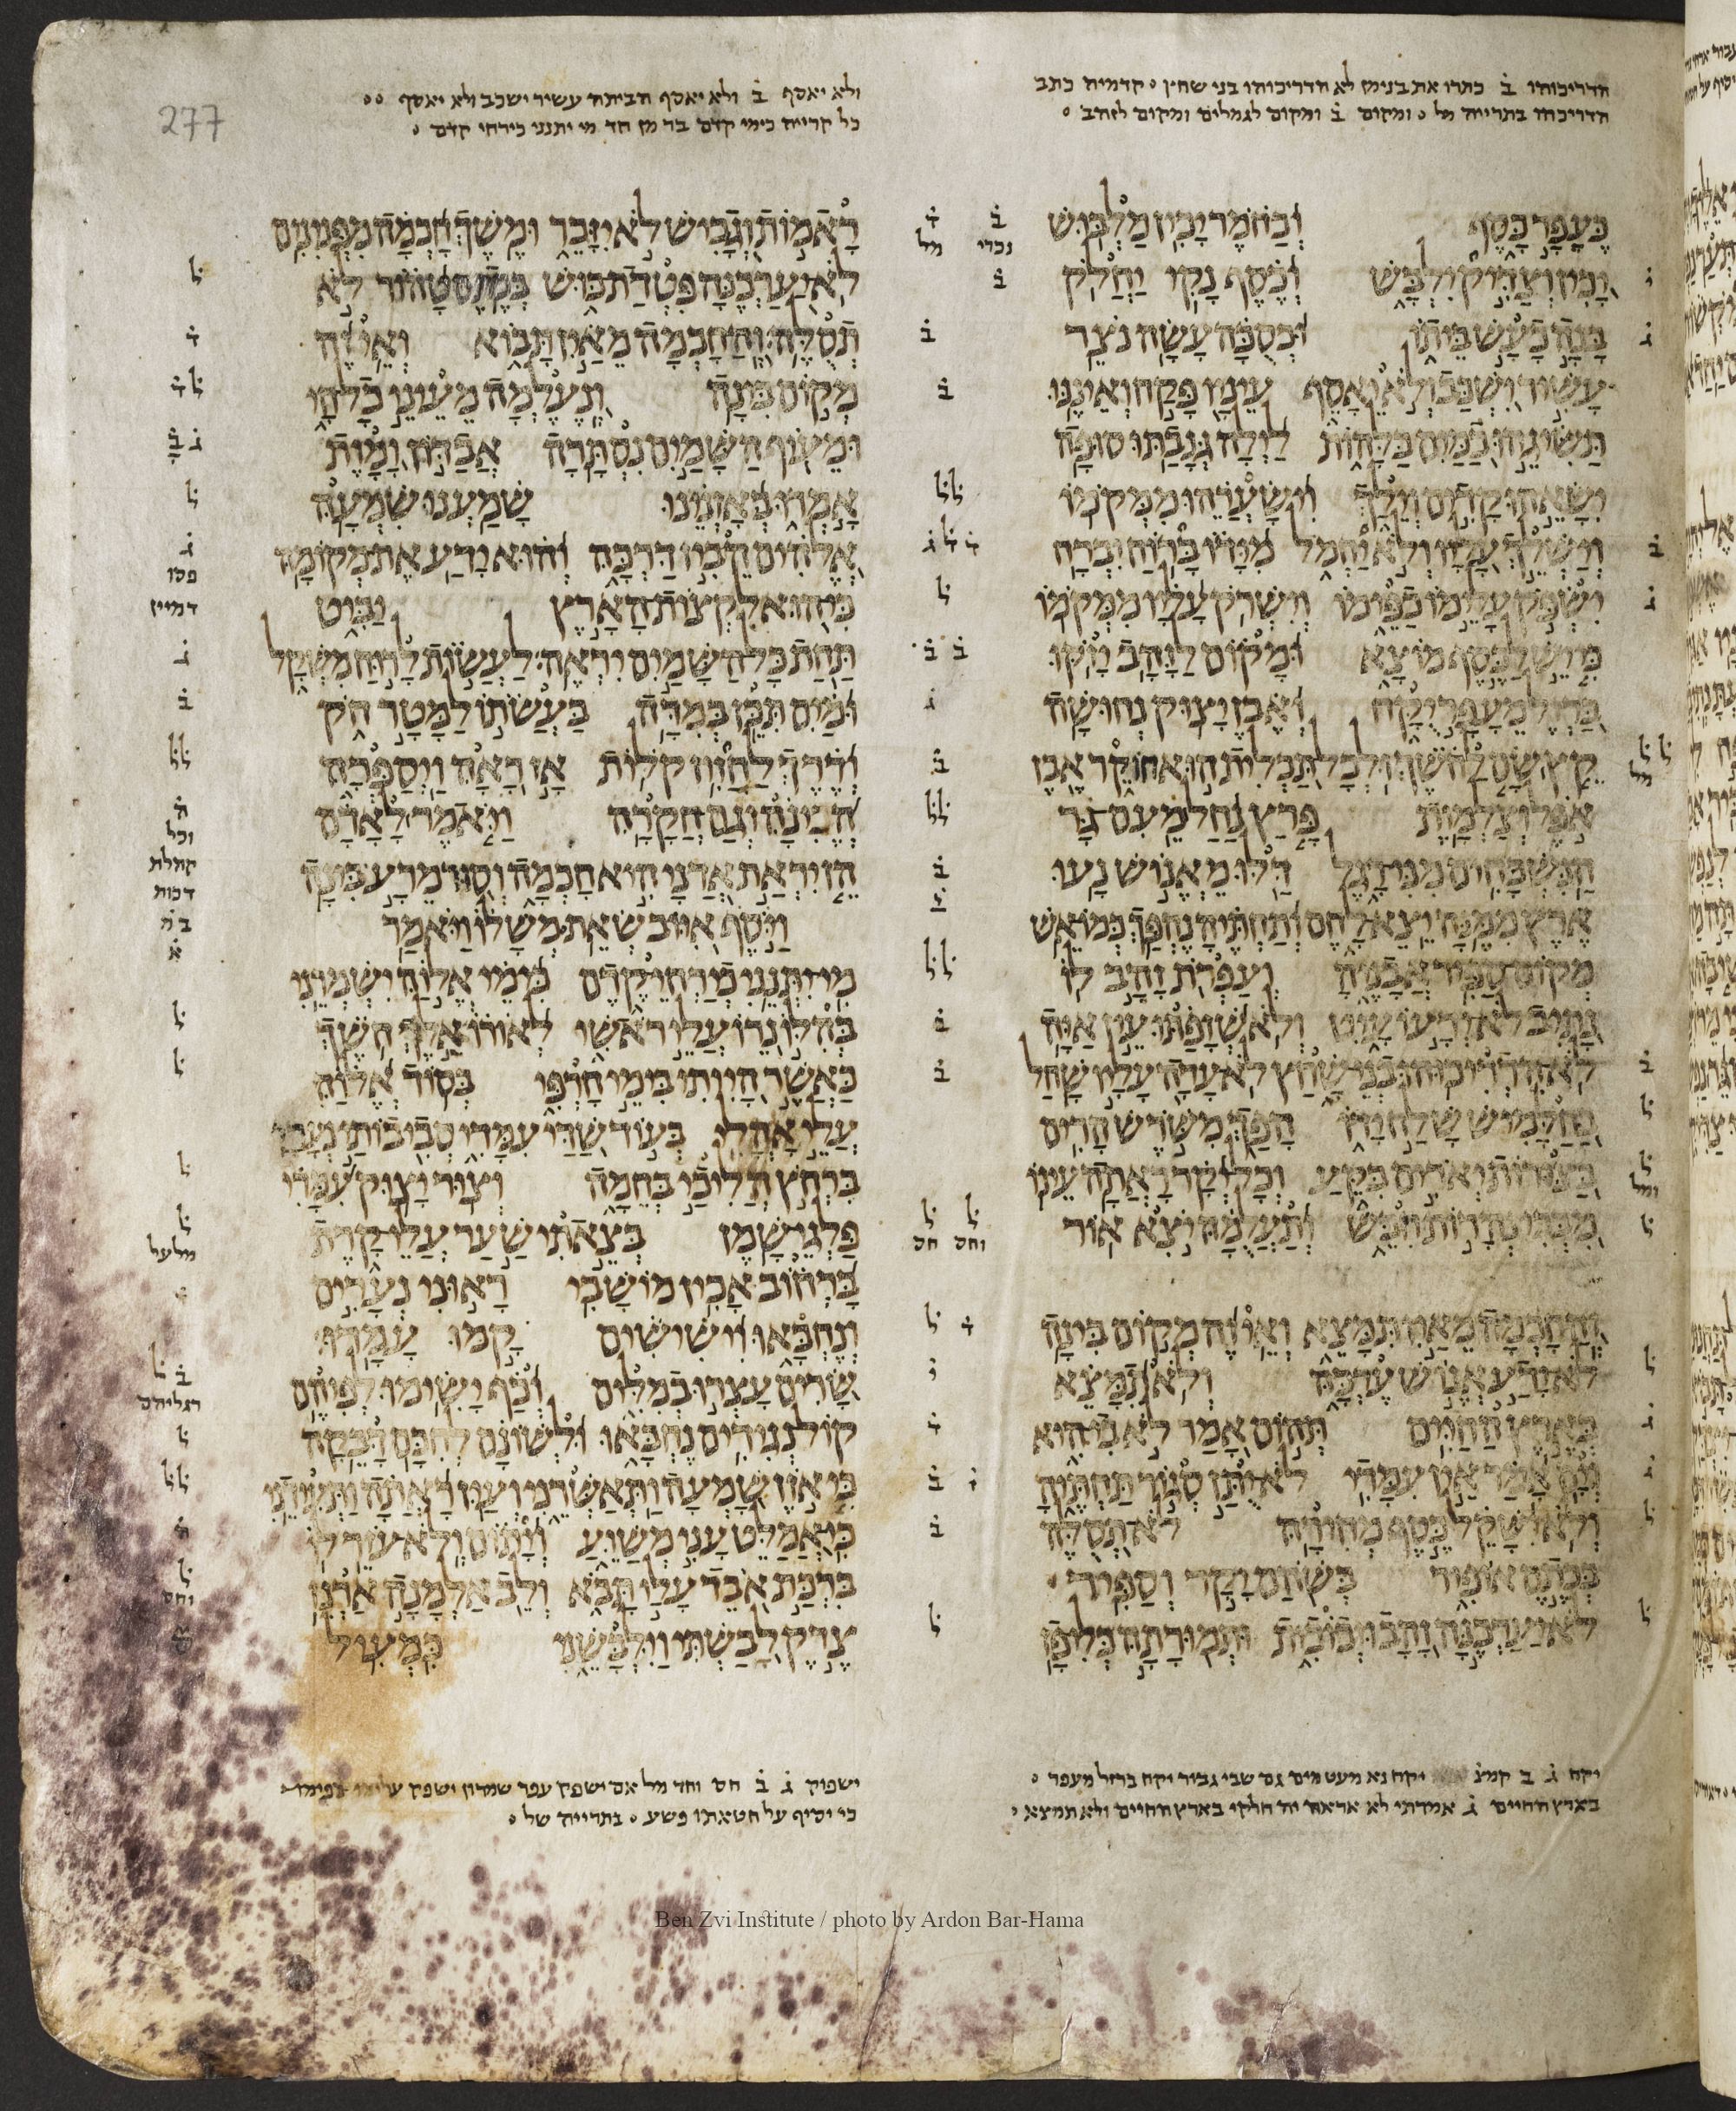 הדריכוהו ב כתרו את בנימן לא הדריכוהו בני שחץ קדמיה כתב
הדריכהו בתרייה מל ומקום ב ומקום לגמלים ומקום לזהב
כעפר כסף וכחמר יכין מלבוש
יכין וצדיק ילבש וכסף נקי יחלק
בנה כעש ביתו וכסכה עשה נצר
עשיר ישכב ולא יאסף עיניו פקח ואיננו
תשיגהו כמים בלהות לילה גנבתו סופה
ישאהו קדים וילך וישערהו ממקמו
וישלך עליו ולא יחמל מידו ברוח יברח
ישפק עלימו כפימו וישרק עליו ממקמו
כי יש לכסף מוצא ומקום לזהב יזקו
ברזל מעפר יקח ואבן יצוק נחושה
קץ שם לחשך ולכל תכלית הוא חוקר אבן
אפל וצלמות פרץ נחל מעם גר
הנשכחים מני רגל דלו מאנוש נעו
ארץ ממנה יצא לחם ותחתיה נהפך כמו אש
מקום ספיר אבניה ועפרת זהב לו
נתיב לא ידעו עיט ולא שזפתו עין איה
לא הדריכוהו בני שחץ לא עדה עליו שחל
בחלמיש שלח ידו הפך משרש הרים
בצורות יארים בקע וכל יקר ראתה עינו
מבכי נהרות חבש ותעלמה יצא אור
והחכמה מאין תמצא ואי זה מקום בינה
לא ידע אנוש ערכה ולא תמצא
בארץ החיים תהום אמר לא בי היא
וים אמר אין עמדי לא יתן סגור תחתיה
ולא ישקל כסף מחירה לא תסלה
בכתם אופיר בשהם יקר וספיר
לא יערכנה זהב וזכוכית ותמורתה כלי פז
יקח ג ב קמצ יקח נא מעט מים גם שבי גבור יקח ברזל מעפר
בארץ החיים ג אמרתי לא אראה יה חלקי בארץ החיים ולא תמצא
ולא יאסף ב ולא יאסף הביתה עשיר ישכב ולא יאסף
כל קרייה כימי קדם בר מן חד מי יתנני כירחי קדם
ראמות וגביש לא יזכר ומשך חכמה מפנינים
לא יערכנה פטדת כוש בכתם טהור לא
תסלה והחכמה מאין תבוא ואי זה
מקום בינה ונעלמה מעיני כל חי
ומעוף השמים נסתרה אבדון ומות
אמרו באזנינו שמענו שמעה
אלהים הבין דרכה והוא ידע את מקומה
כי הוא לקצות הארץ יביט
תחת כל השמים יראה לעשות לרוח משקל
ומים תכן במדה בעשתו למטר חק
ודרך לחזיז קלות אז ראה ויספרה
הכינה וגם חקרה ויאמר לאדם
הן יראת אדני היא חכמה וסור מרע בינה
ויסף איוב שאת משלו ויאמר
מי יתנני כירחי קדם כימי אלוה ישמרני
בהלו נרו עלי ראשי לאורו אלך חשך
כאשר הייתי בימי חרפי בסוד אלוה
עלי אהלי בעוד שדי עמדי סביבותי נערי
ברחץ הליכי בחמה וצור יצוק עמדי
פלגי שמן בצאתי שער עלי קרת
ברחוב אכין מושבי ראוני נערים
ונחבאו וישישים קמו עמדו
שרים עצרו במלים וכף ישימו לפיהם
קול נגידים נחבאו ולשונם לחכם דבקה
כי אזן שמעה ותאשרני ועין ראתה ותעידני
כי אמלט עני משוע ויתום ולא עזר לו
ברכת אבד עלי תבא ולב אלמנה ארנן
צדק לבשתי וילבשני כמעיל
ישפוק ג ב חס וחד מל אם ישפק עפר שמרון ישפק עלימו כפימו
כי יסיף על חטאתו פשע בתרייה של
277
Ben Zvi Institute / photo by Ardon Bar-Hama